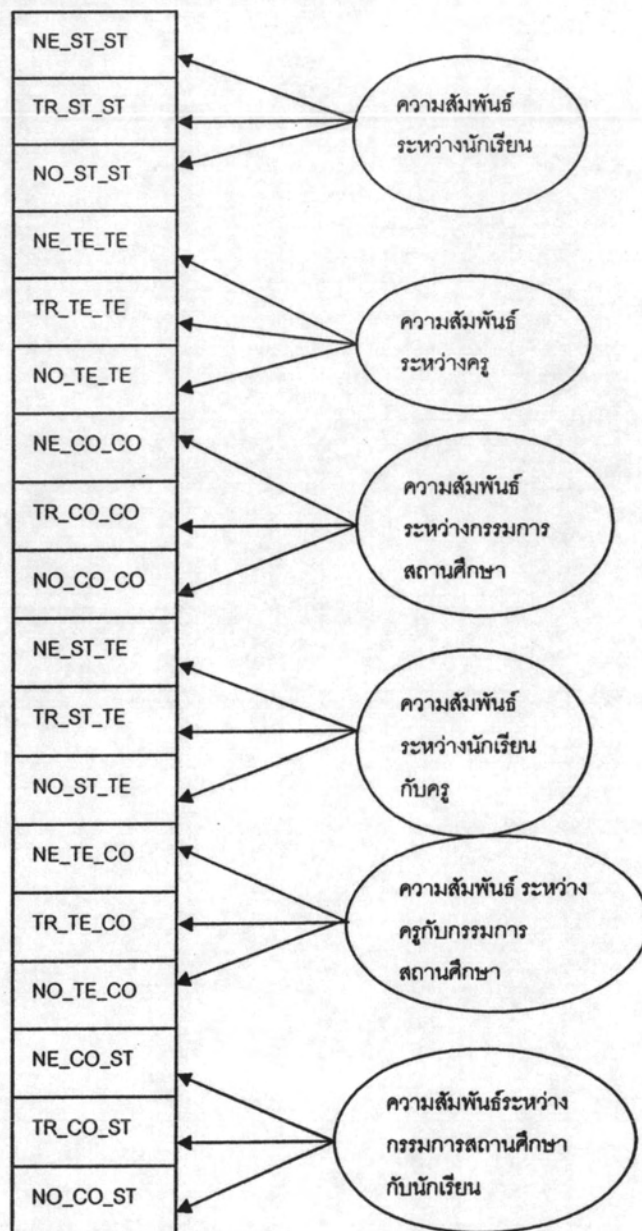 NE_ST_ST
TR_ST_ST
NO_ST_ST
ความสัมพันธ์
ระหว่างนักเรียน
NE_TE_TE
TR_TE_TE
NO_TE_TE
ความสัมพันธ์
ระหว่างครู
NE_CO_CO
TR_CO_CO
NO_CO_CO
ความสัมพันธ์
ระหว่างกรรมการ
สถานศึกษา
NE_ST_TE
TR_ST_TE
NO_ST_TE
ความสัมพันธ์
ระหว่างนักเรียน
กับครู
NE_TE_CO
TR_TE_CO
NO_TE_CO
ความสัมพันธ์ ระหว่าง
ครูกับกรรมการ
สถานศึกษา
NE_CO_ST
TR_CO_ST
NO_CO_ST
ความสัมพันธ์ระหว่าง
กรรมการสถานศึกษา
กับนักเรียน